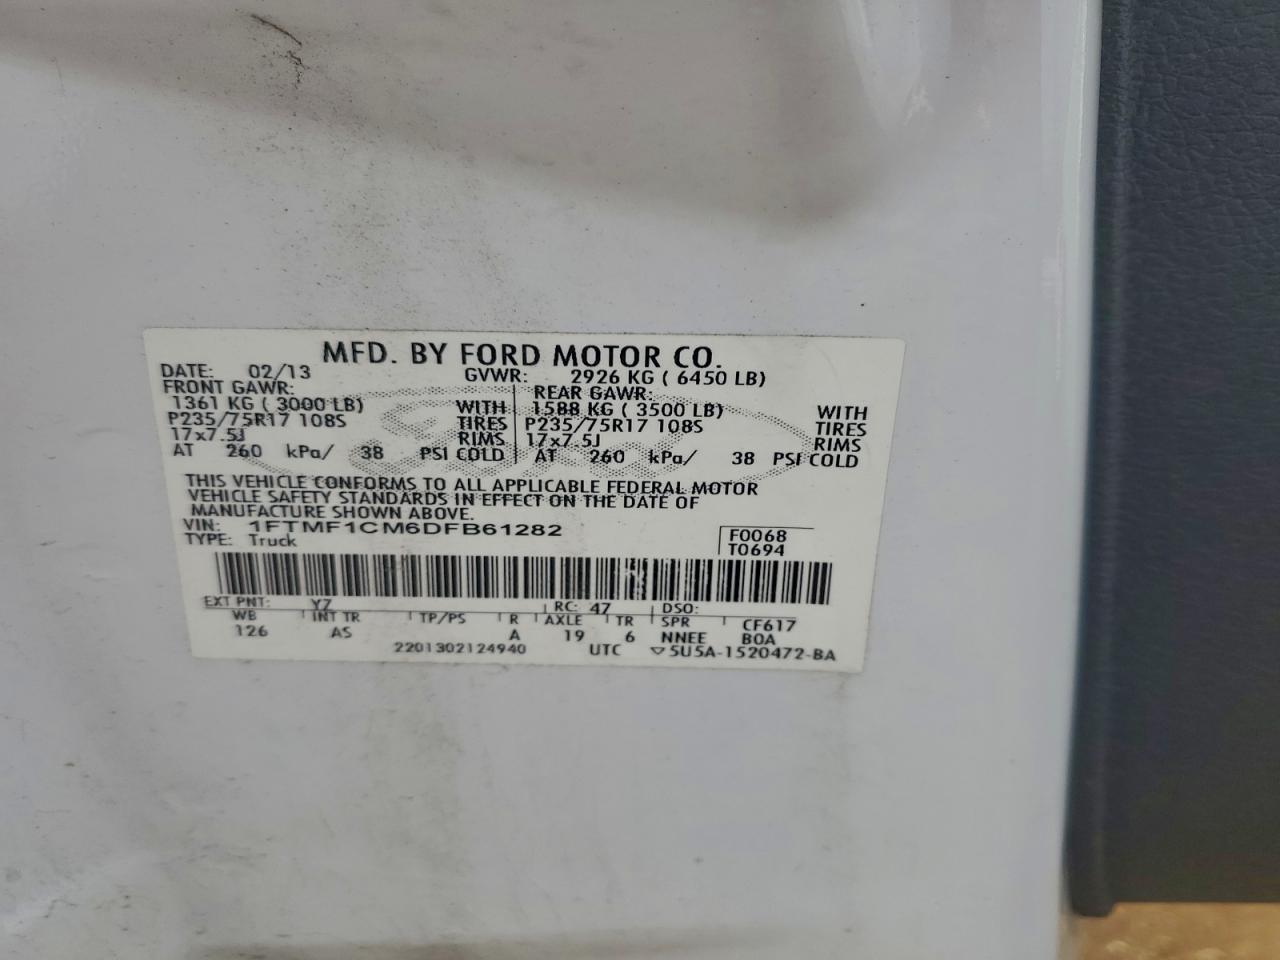 MFD. BY FORD MOTOR CO.
DATE: 02/13 GVWR: 2926 KG ( 6450 LB)
FRONT GAWR: REAR GAWR:
1361 KG ( 3000 LB) WITH 1588 KG ( 3500 LB) WITH
P235/75R17 108S TIRES P235/75R17 108S TIRES
17x7.5J RIMS 17x7.5J RIMS
AT 260 kPa/ 38 PSI COLD AT 260 kPa/ 38 PSI COLD
THIS VEHICLE CONFORMS TO ALL APPLICABLE FEDERAL MOTOR
VEHICLE SAFETY STANDARDS IN EFFECT ON THE DATE OF
MANUFACTURE SHOWN ABOVE.
VIN: 1FTMF1CM6DFB61282 F0068
TYPE: Truck T0694
EXT PNT: YZ RC: 47 DSO:
WB INT TR TP/PS R AXLE TR SPR CF617
126 AS A 19 6 NNEE BOA
2201302124940 UTC ▽5U5A-1520472-BA